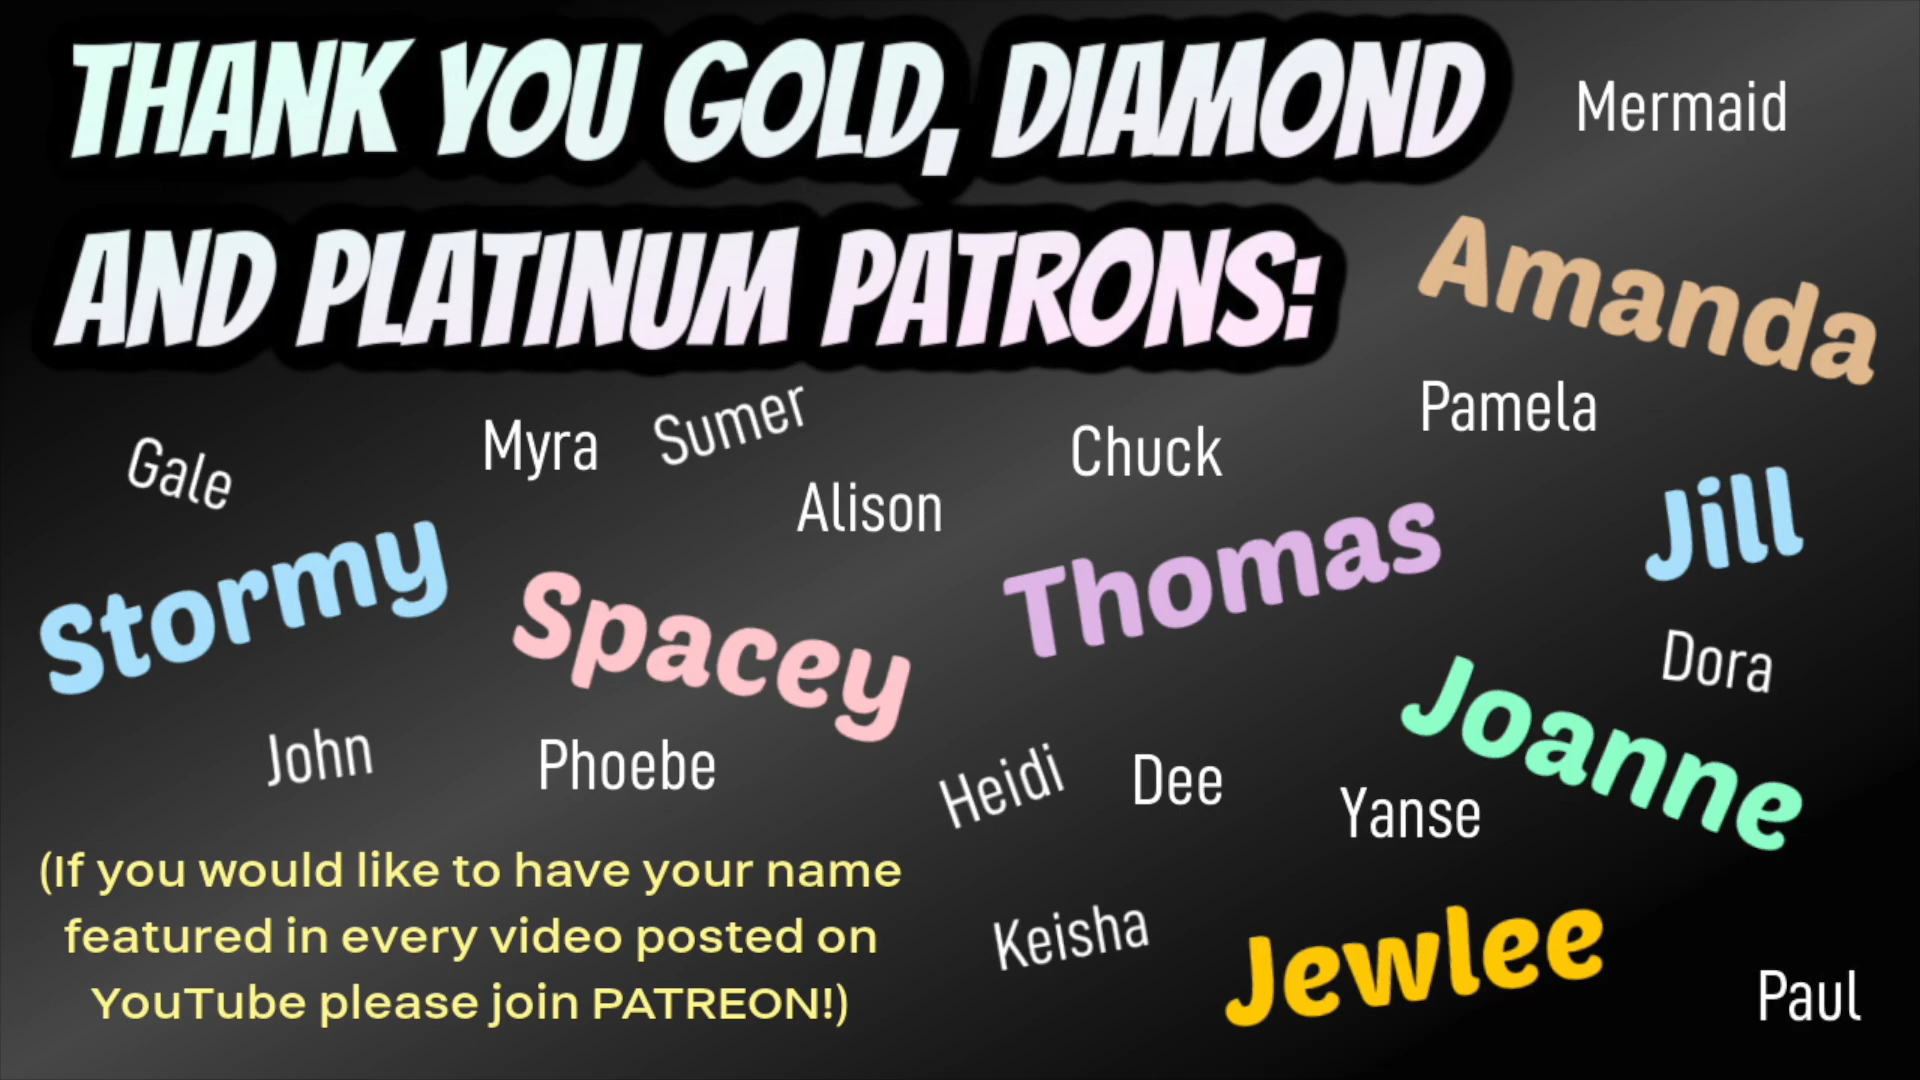 THANK YOU GOLD, DIAMOND
AND PLATINUM PATRONS:
Mermaid
Amanda
Pamela
Gale
Myra
Sumer
Alison
Chuck
Jill
Stormy
Spacey
Thomas
Dora
Joanne
John
Phoebe
Heidi
Dee
Yanse
(If you would like to have your name
featured in every video posted on
YouTube please join PATREON!)
Keisha
Jewlee
Paul